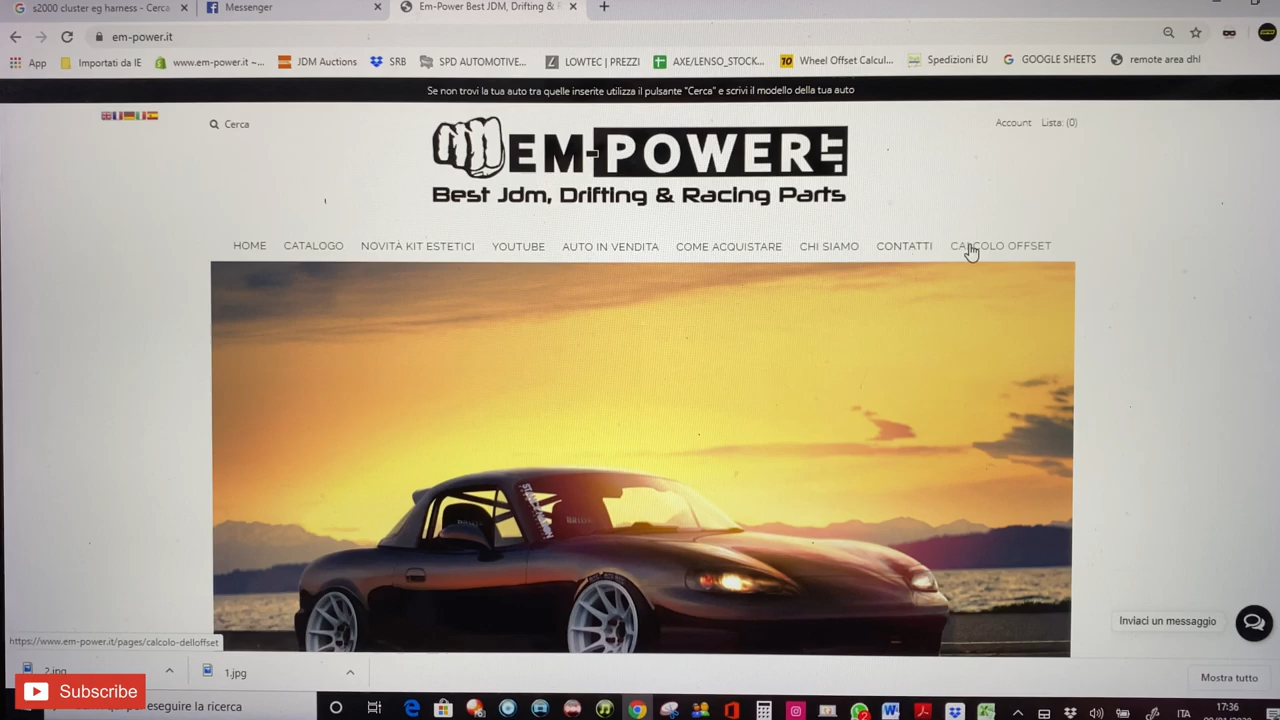 s2000 cluster eg harness - Cerca
Messenger
Em-Power Best JDM, Drifting & R
em-power.it
App
Importati da IE
www.em-power.it ~...
JDM Auctions
SRB
SPD AUTOMOTIVE...
LOWTEC | PREZZI
AXE/LENSO_STOCK...
Wheel Offset Calcul...
Spedizioni EU
GOOGLE SHEETS
remote area dhl
Se non trovi la tua auto tra quelle inserite utilizza il pulsante "Cerca" e scrivi il modello della tua auto
Cerca
EM-POWER.IT
Best Jdm, Drifting & Racing Parts
Account Lista: (0)
HOME CATALOGO NOVITÀ KIT ESTETICI YOUTUBE AUTO IN VENDITA COME ACQUISTARE CHI SIAMO CONTATTI CALCOLO OFFSET
Inviaci un messaggio
https://www.em-power.it/pages/calcolo-delloffset
2.jpg
1.jpg
Mostra tutto
Subscribe
eseguire la ricerca
ITA
17:36